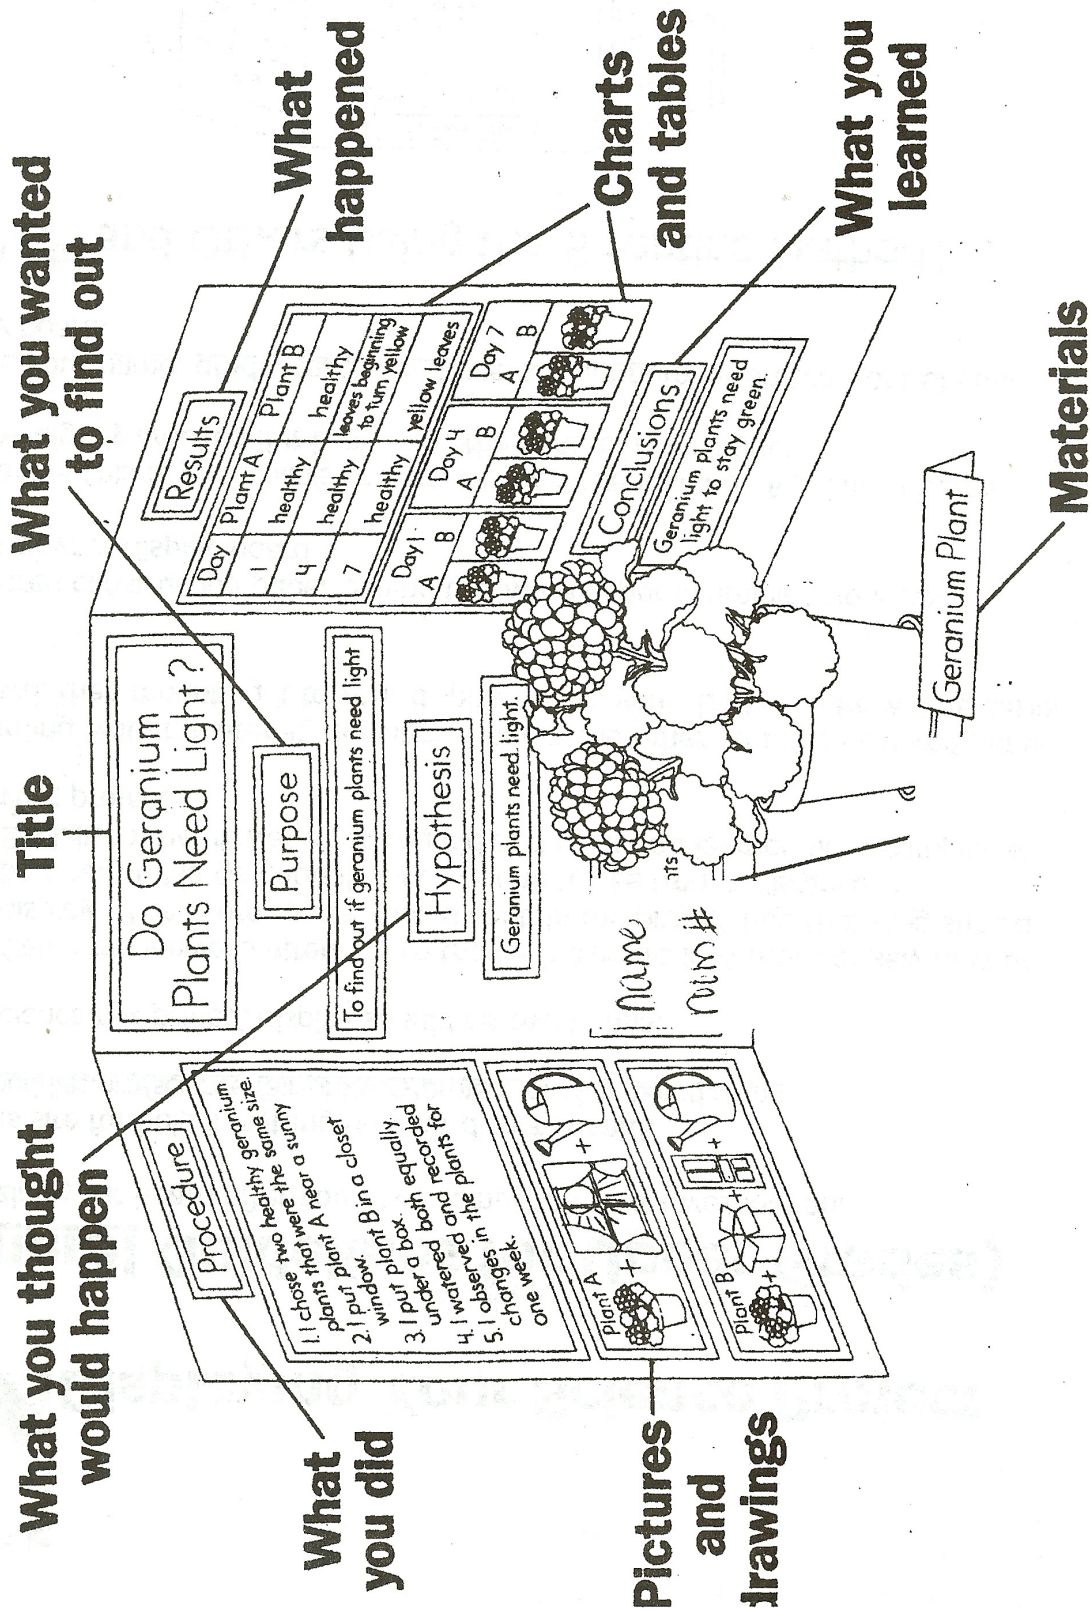 What you thought
would happen
Title
What you wanted
to find out
What
you did
Procedure
1. I chose two healthy geranium
plants that were the same size.
2. I put plant A near a sunny
window.
3. I put plant B in a closet
under a box.
4. I watered both equally.
5. I observed and recorded
changes in the plants for
one week.
Plant A
+
+
Plant B
+
+
+
Pictures
and
drawings
Do Geranium
Plants Need Light?
Purpose
To find out if geranium plants need light
Hypothesis
Geranium plants need light.
name
num #
nts
What
happened
Results
Day Plant A Plant B
1 healthy healthy
4 healthy leaves beginning
to turn yellow
7 healthy yellow leaves
Day 1 Day 4 Day 7
A B A B A B
Charts
and tables
Conclusions
Geranium plants need
light to stay green.
What you
learned
Geranium Plant
Materials